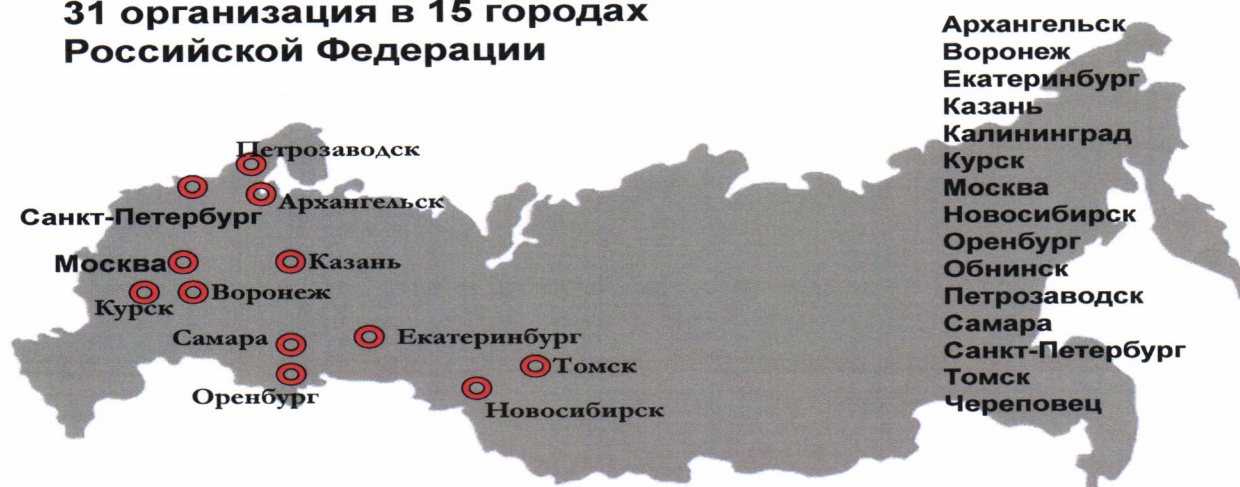 31 организация в 15 городах
Российской Федерации
Петрозаводск
Архангельск
Санкт-Петербург
Москва
Казань
Курск
Воронеж
Самара
Екатеринбург
Томск
Оренбург
Новосибирск
Архангельск
Воронеж
Екатеринбург
Казань
Калининград
Курск
Москва
Новосибирск
Оренбург
Обнинск
Петрозаводск
Самара
Санкт-Петербург
Томск
Череповец